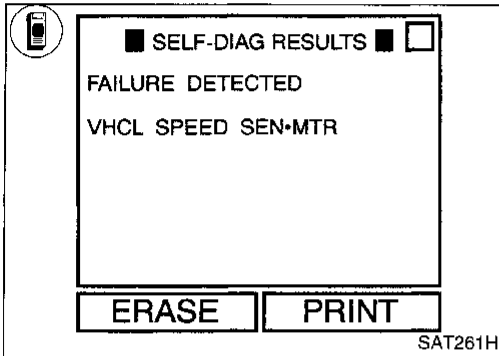 ■ SELF-DIAG RESULTS ■
FAILURE DETECTED
VHCL SPEED SEN•MTR
ERASE
PRINT
SAT261H